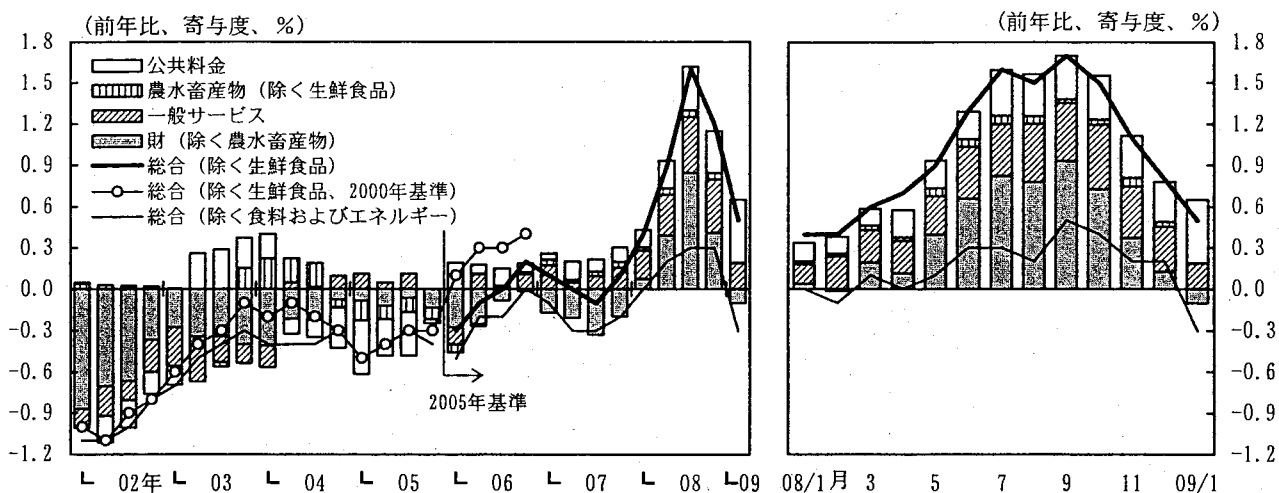 (前年比、寄与度、%)
1.8
1.5
1.2
0.9
0.6
0.3
0.0
-0.3
-0.6
-0.9
-1.2
公共料金
農水畜産物 (除く生鮮食品)
一般サービス
財 (除く農水畜産物)
総合 (除く生鮮食品)
総合 (除く生鮮食品、2000年基準)
総合 (除く食料およびエネルギー)
2005年基準
02年 03 04 05 06 07 08 09
(前年比、寄与度、%)
1.8
1.5
1.2
0.9
0.6
0.3
0.0
-0.3
-0.6
-0.9
-1.2
08/1月 3 5 7 9 11 09/1